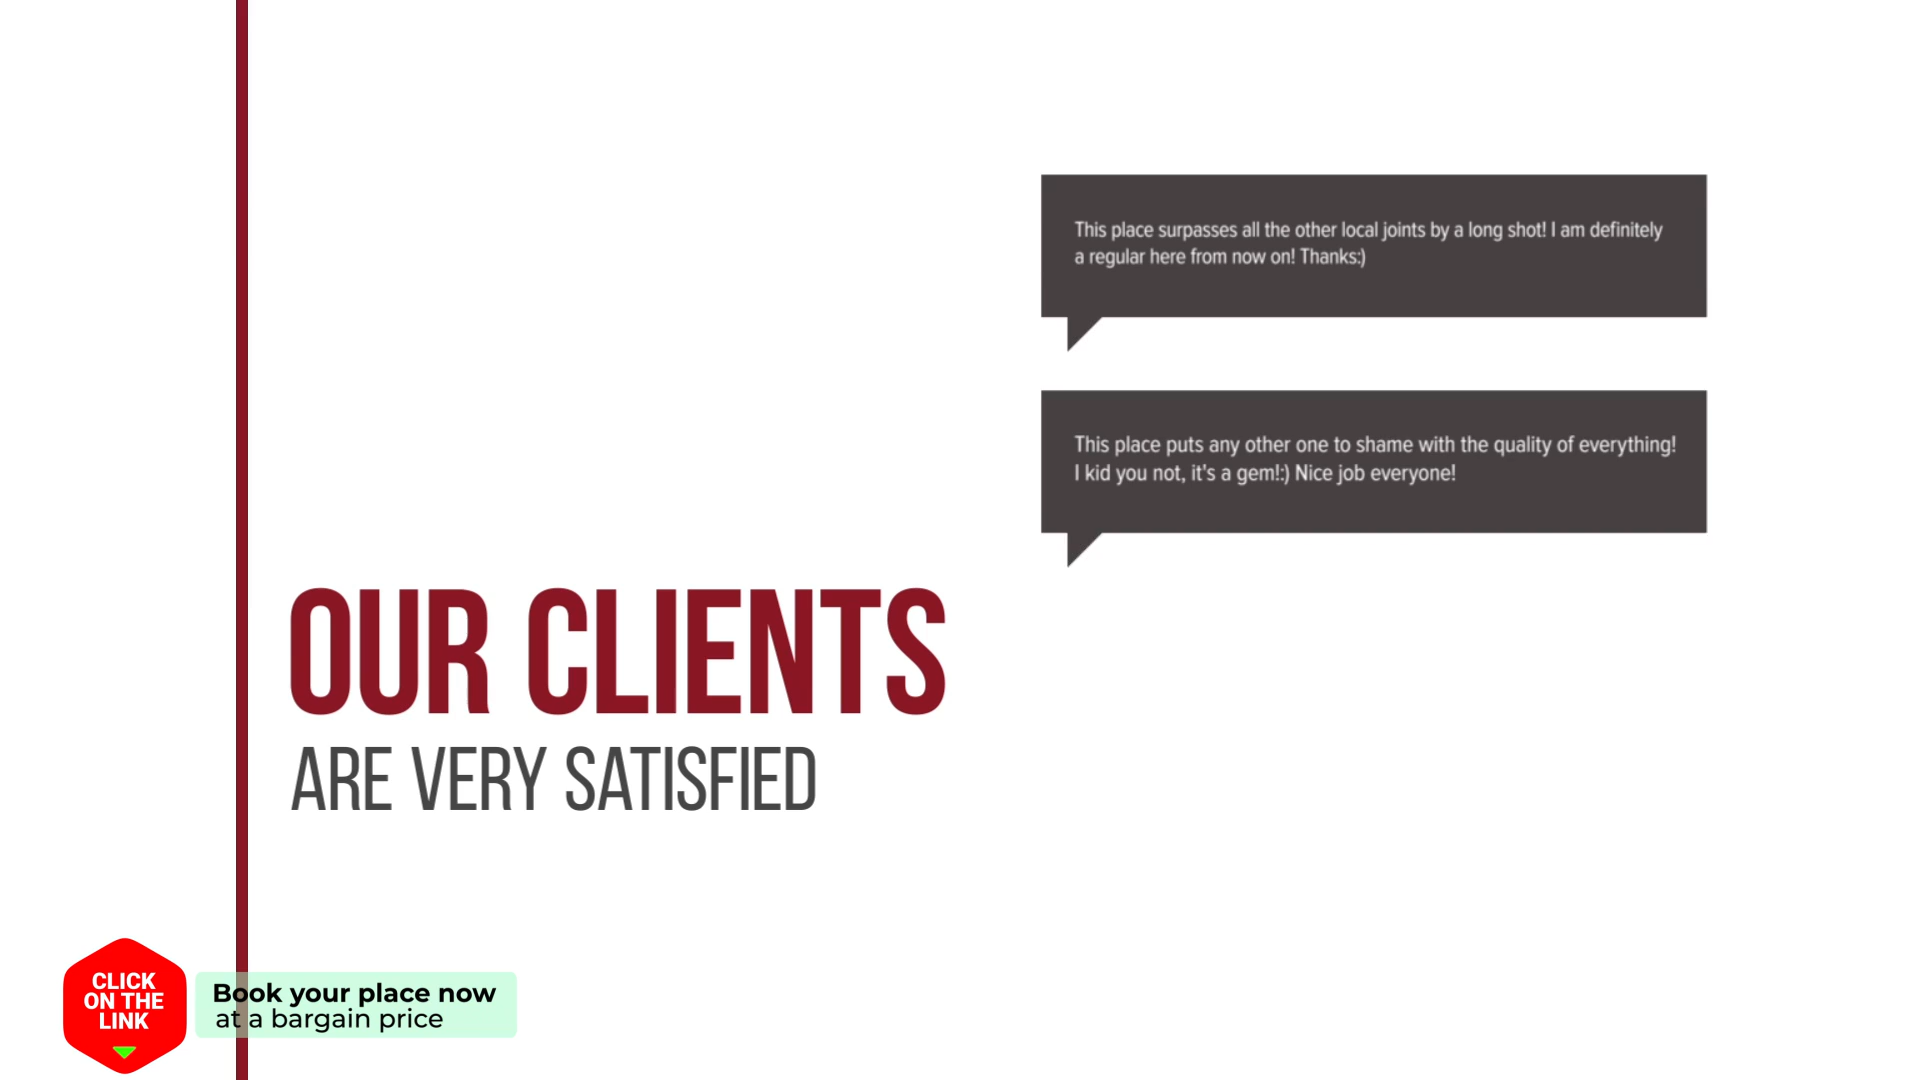 This place surpasses all the other local joints by a long shot! I am definitely
a regular here from now on! Thanks:)
This place puts any other one to shame with the quality of everything!
I kid you not, it's a gem!:) Nice job everyone!
OUR CLIENTS
ARE VERY SATISFIED
CLICK
ON THE
LINK
Book your place now
at a bargain price